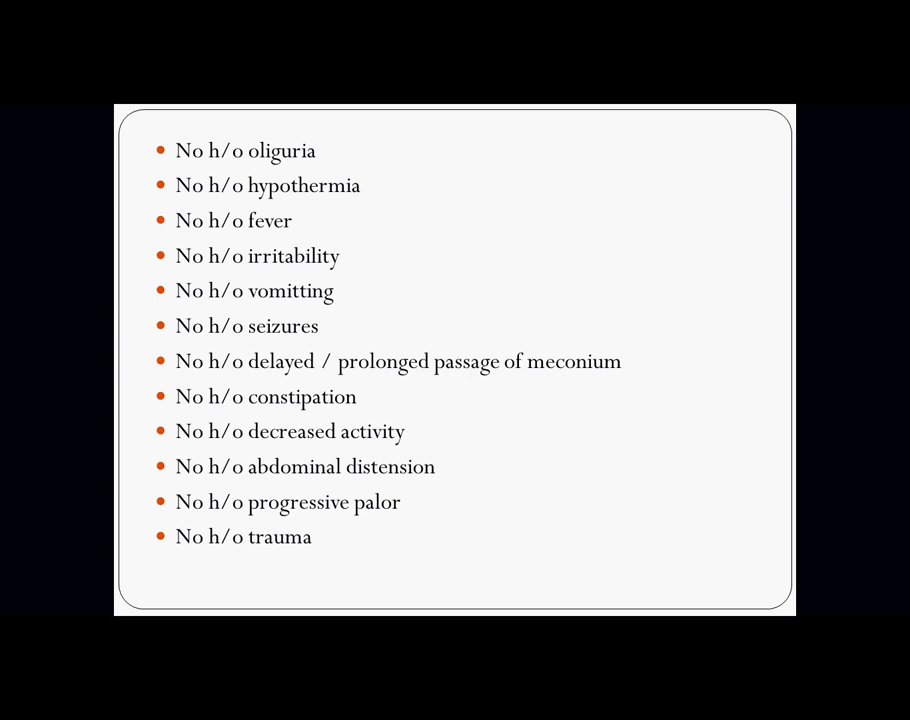 • No h/o oliguria
• No h/o hypothermia
• No h/o fever
• No h/o irritability
• No h/o vomitting
• No h/o seizures
• No h/o delayed / prolonged passage of meconium
• No h/o constipation
• No h/o decreased activity
• No h/o abdominal distension
• No h/o progressive palor
• No h/o trauma